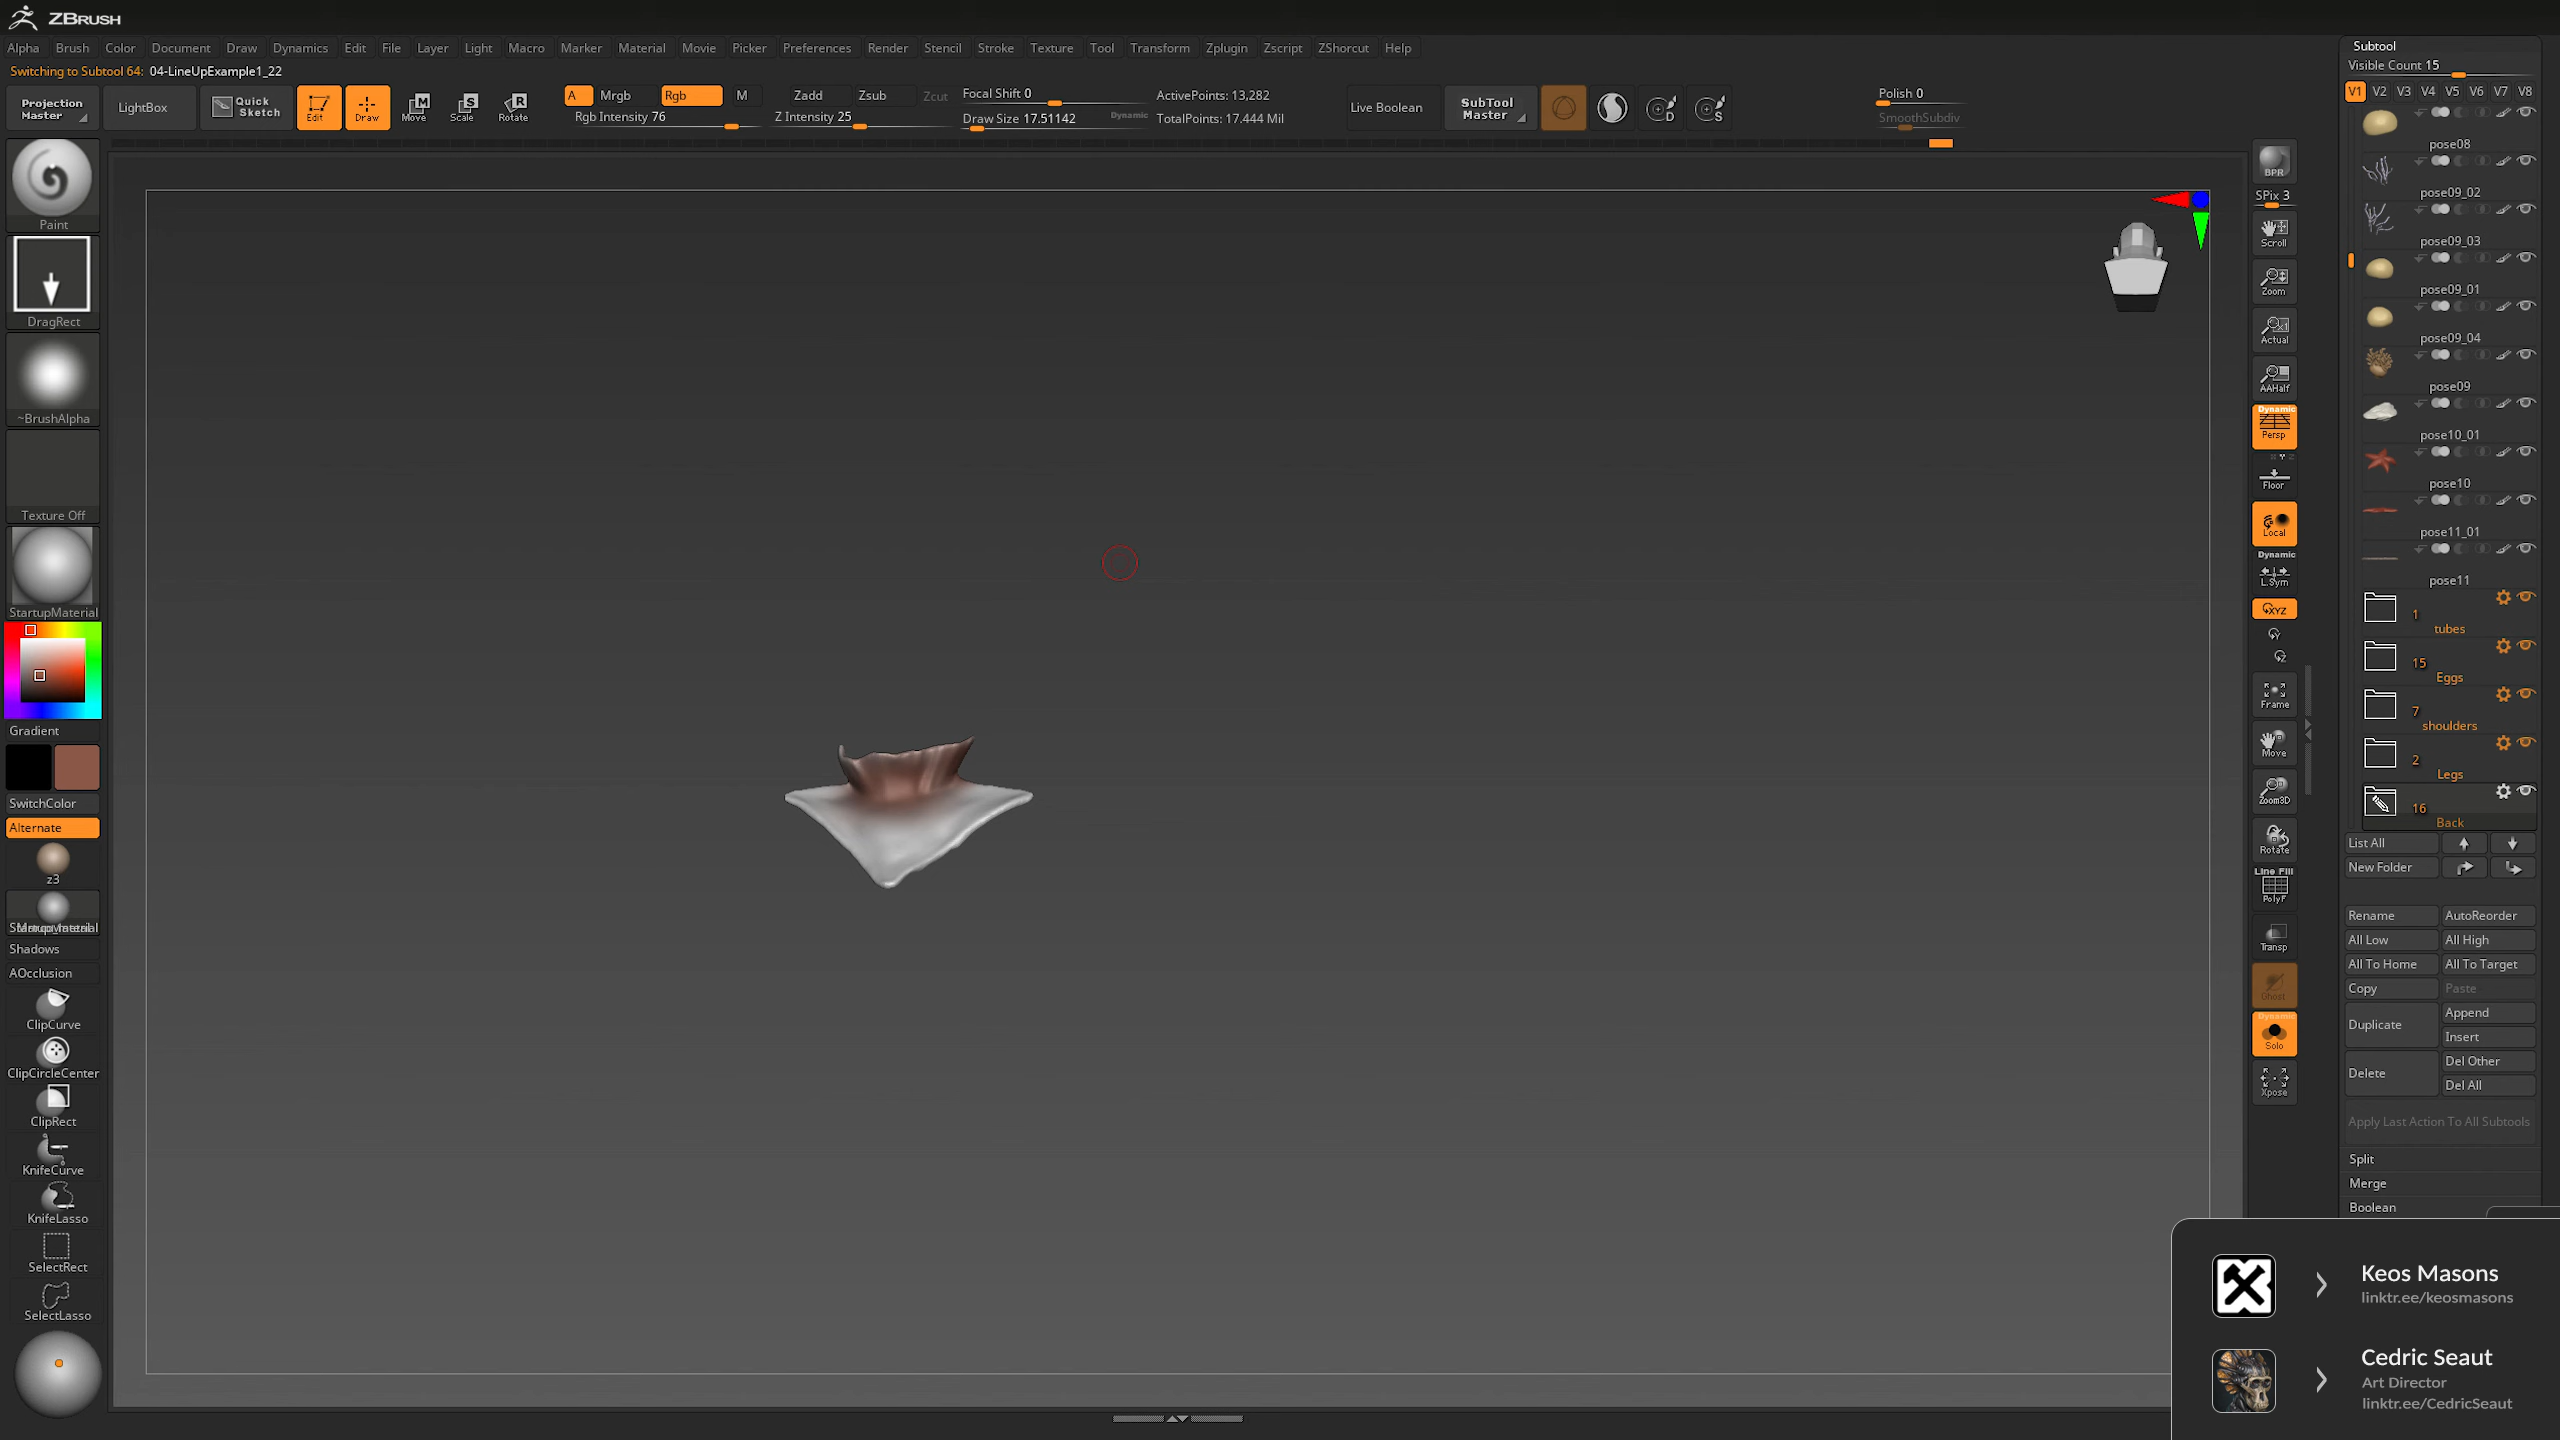 ZBRUSH
Alpha Brush Color Document Draw Dynamics Edit File Layer Light Macro Marker Material Movie Picker Preferences Render Stencil Stroke Texture Tool Transform Zplugin Zscript ZShorcut Help
Switching to Subtool 64: 04-LineUpExample1_22
Projection Master
LightBox
Quick Sketch
Edit
Draw
Move
Scale
Rotate
A Mrgb Rgb M
Rgb Intensity 76
Zadd Zsub Zcut
Z Intensity 25
Focal Shift 0
Draw Size 17.51142 Dynamic
ActivePoints: 13,282
TotalPoints: 17.444 Mil
Live Boolean
SubTool Master
Polish 0
SmoothSubdiv
Paint
DragRect
~BrushAlpha
Texture Off
StartupMaterial
Gradient
SwitchColor
Alternate
z3
Shadows
AOcclusion
ClipCurve
ClipCircleCenter
ClipRect
KnifeCurve
KnifeLasso
SelectRect
SelectLasso
BPR
SPix 3
Scroll
Zoom
Actual
AAHalf
Dynamic
Persp
Floor
Local
Dynamic
L.Sym
XYZ
Frame
Move
Zoom3D
Rotate
Line Fill
PolyF
Transp
Ghost
Dynamic
Solo
Xpose
Subtool
Visible Count 15
V1 V2 V3 V4 V5 V6 V7 V8
pose08
pose09_02
pose09_03
pose09_01
pose09_04
pose09
pose10_01
pose10
pose11_01
pose11
1
tubes
15
Eggs
7
shoulders
2
Legs
16
Back
List All
New Folder
Rename AutoReorder
All Low All High
All To Home All To Target
Copy Paste
Duplicate Append
Insert
Delete Del Other
Del All
Apply Last Action To All Subtools
Split
Merge
Boolean
Keos Masons
linktr.ee/keosmasons
Cedric Seaut
Art Director
linktr.ee/CedricSeaut